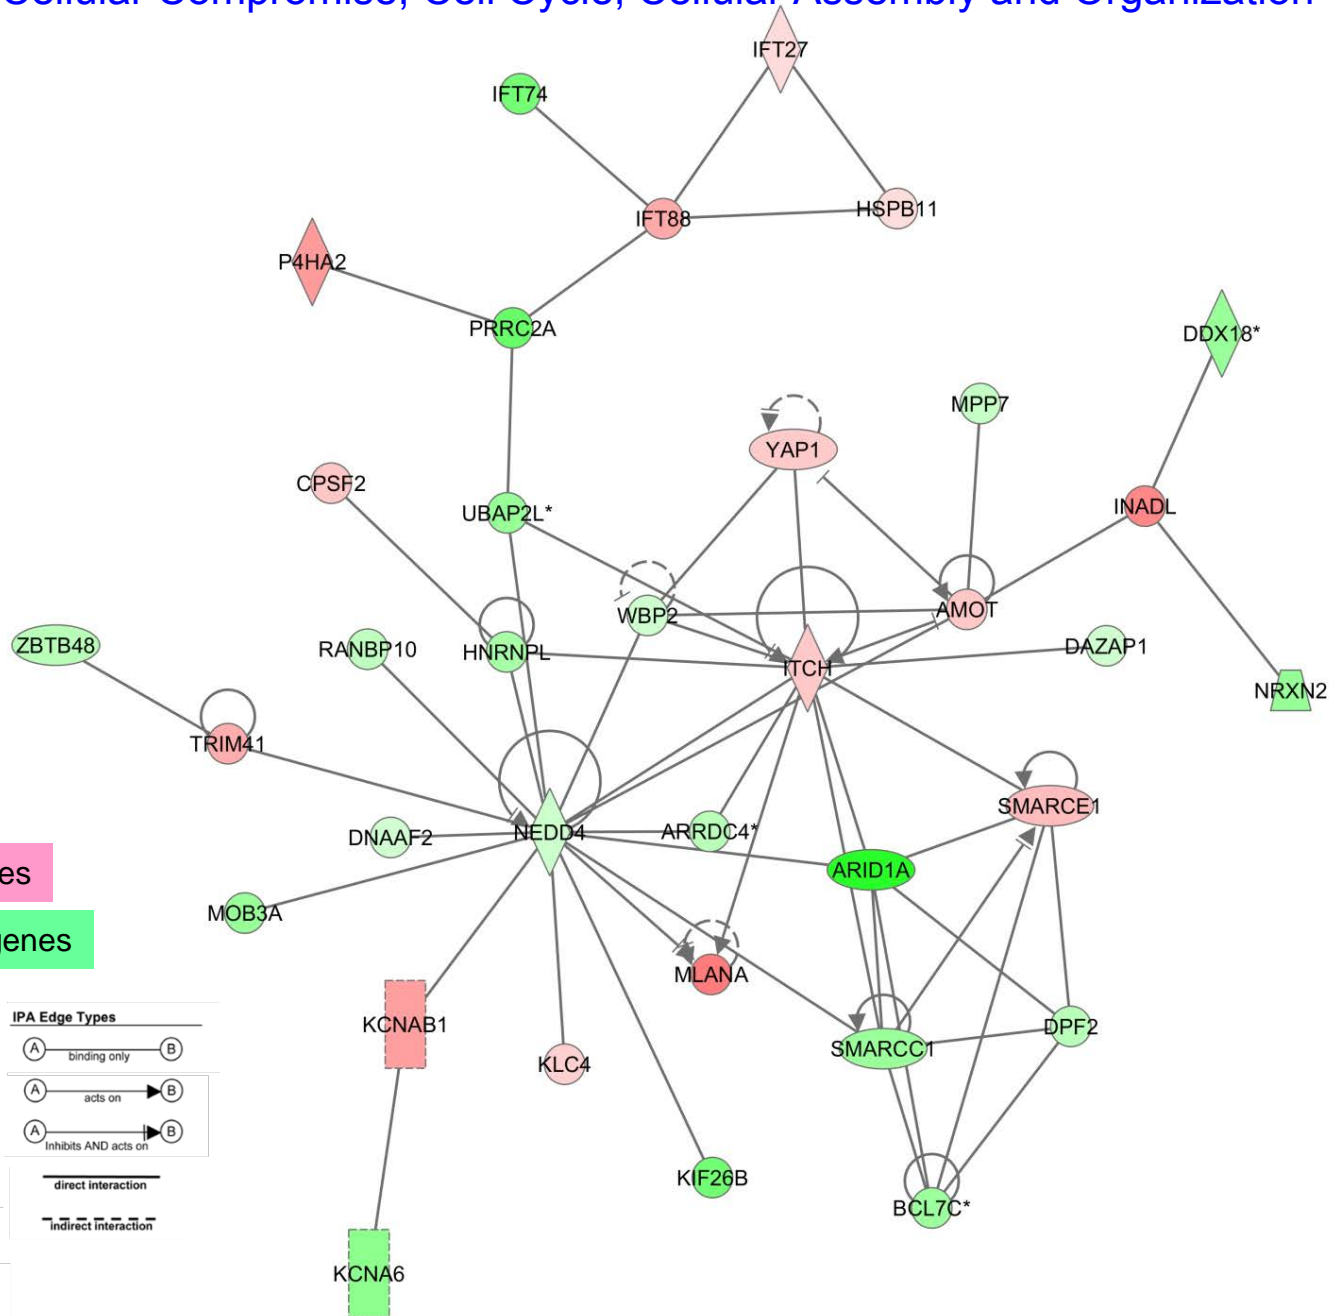 Cellular Compromise, Cell Cycle, Cellular Assembly and Organization
IFT27
IFT74
IFT88
HSPB11
P4HA2
PRRC2A
DDX18*
MPP7
YAP1
CPSF2
INADL
UBAP2L*
WBP2
AMOT
ZBTB48
RANBP10
HNRNPL
ITCH
DAZAP1
NRXN2
TRIM41
SMARCE1
DNAAF2
NEDD4
ARRDC4*
ARID1A
es
MOB3A
genes
MLANA
KCNAB1
KLC4
SMARCC1
DPF2
IPA Edge Types
A binding only B
A acts on B
A Inhibits AND acts on B
direct interaction
indirect interaction
KIF26B
BCL7C*
KCNA6